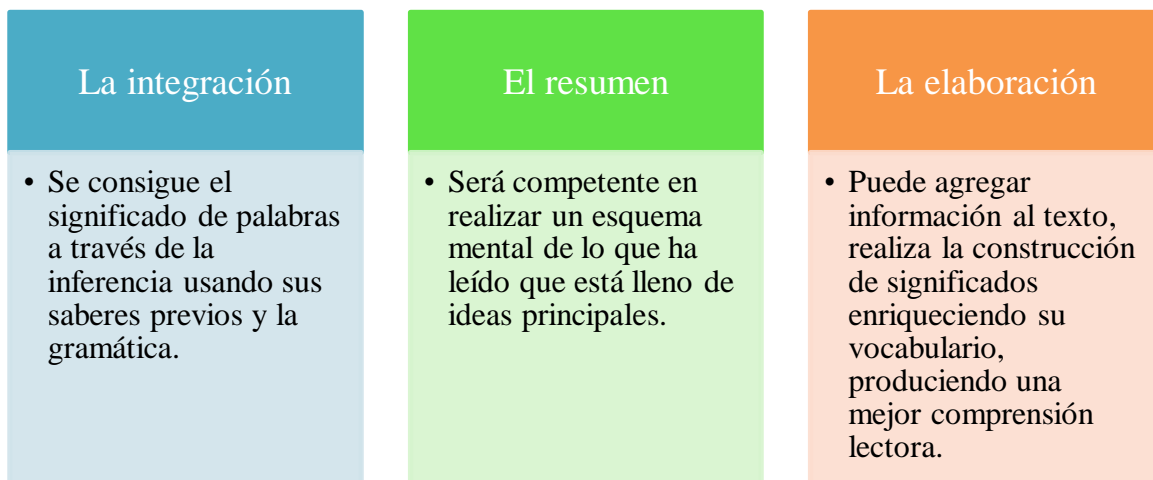 La integración
• Se consigue el
significado de palabras
a través de la
inferencia usando sus
saberes previos y la
gramática.
El resumen
• Será competente en
realizar un esquema
mental de lo que ha
leído que está lleno de
ideas principales.
La elaboración
• Puede agregar
información al texto,
realiza la construcción
de significados
enriqueciendo su
vocabulario,
produciendo una
mejor comprensión
lectora.